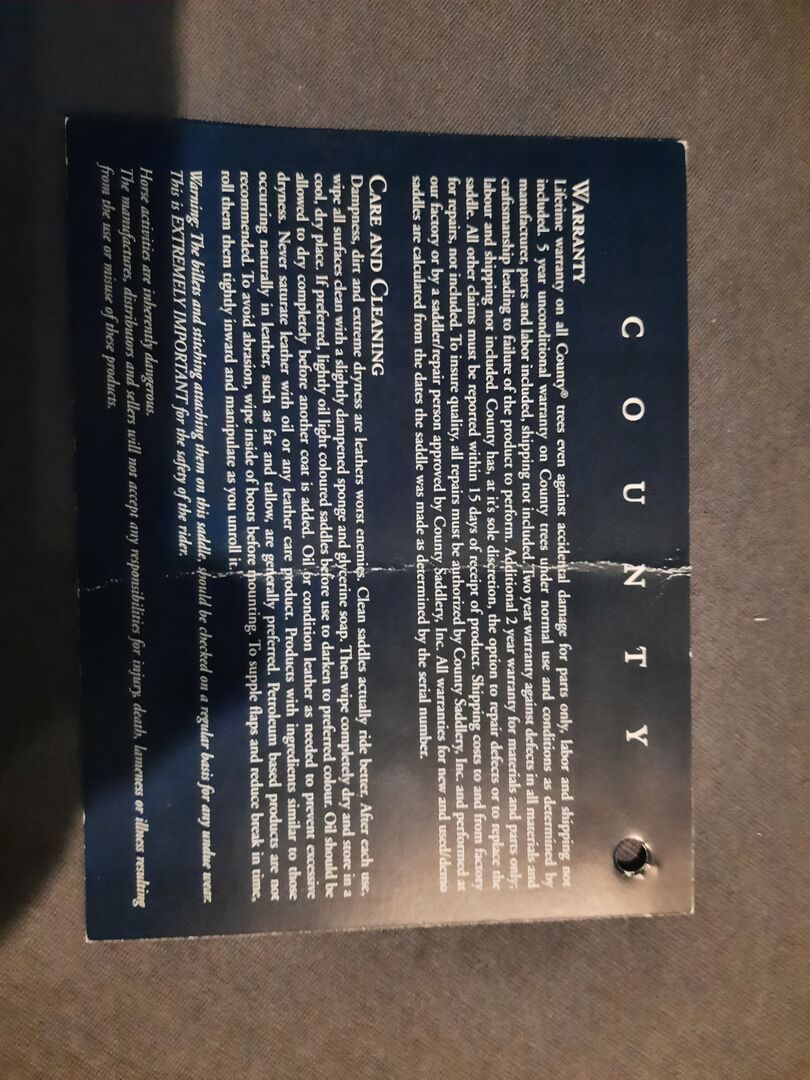 COUNTY
WARRANTY
Lifetime warranty on all County® trees even against accidental damage for parts only, labor and shipping not
included. 5 year unconditional warranty on County trees under normal use and conditions as determined by
manufacturer, parts and labor included, shipping not included. Two year warranty against defects in all materials and
craftsmanship leading to failure of the product to perform. Additional 2 year warranty for materials and parts only;
labour and shipping not included. County has, at it's sole discretion, the option to repair defects or to replace the
saddle. All other claims must be reported within 15 days of receipt of product. Shipping costs to and from factory
for repairs, not included. To insure quality, all repairs must be authorized by County Saddlery, Inc. and performed at
our factory or by a saddler/repair person approved by County Saddlery, Inc. All warranties for new and used/demo
saddles are calculated from the dates the saddle was made as determined by the serial number.
CARE AND CLEANING
Dampness, dirt and extreme dryness are leathers worst enemies. Clean saddles actually ride better. After each use,
wipe all surfaces clean with a slightly dampened sponge and glycerine soap. Then wipe completely dry and store in a
cool, dry place. If preferred, lightly oil light coloured saddles before use to darken to preferred colour. Oil should be
allowed to dry completely before another coat is added. Oil or condition leather as needed to prevent excessive
dryness. Never saturate leather with oil or any leather care product. Products with ingredients similar to those
occurring naturally in leather, such as fat and tallow, are generally preferred. Petroleum based products are not
recommended. To avoid abrasion, wipe inside of boots before mounting. To supple flaps and reduce break in time,
roll them them tightly inward and manipulate as you unroll it.
Warning: The billets and stitching attaching them on this saddle should be checked on a regular basis for any undue wear.
This is EXTREMELY IMPORTANT for the safety of the rider.
Horse activities are inherently dangerous.
The manufactures, distributors and sellers will not accept any responsibilities for injury, death, lameness or illness resulting
from the use or misuse of these products.